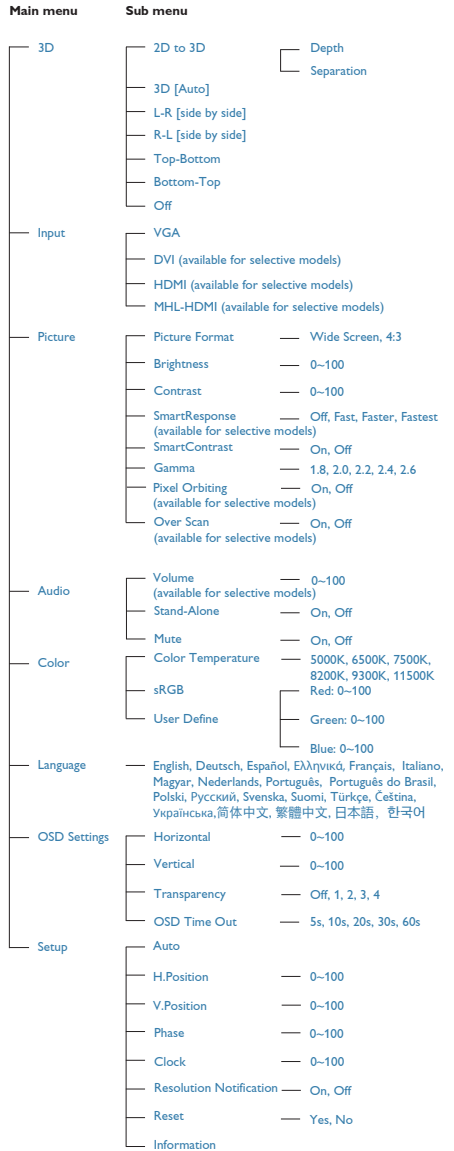 Main menu Sub menu
3D 2D to 3D Depth
Separation
3D [Auto]
L-R [side by side]
R-L [side by side]
Top-Bottom
Bottom-Top
Off
Input VGA
DVI (available for selective models)
HDMI (available for selective models)
MHL-HDMI (available for selective models)
Picture Picture Format Wide Screen, 4:3
Brightness 0~100
Contrast 0~100
SmartResponse Off, Fast, Faster, Fastest
(available for selective models)
SmartContrast On, Off
Gamma 1.8, 2.0, 2.2, 2.4, 2.6
Pixel Orbiting On, Off
(available for selective models)
Over Scan On, Off
(available for selective models)
Audio Volume 0~100
(available for selective models)
Stand-Alone On, Off
Mute On, Off
Color Color Temperature 5000K, 6500K, 7500K,
8200K, 9300K, 11500K
sRGB Red: 0~100
User Define Green: 0~100
Blue: 0~100
Language English, Deutsch, Español, Ελληνικά, Français, Italiano,
Magyar, Nederlands, Português, Português do Brasil,
Polski, Русский, Svenska, Suomi, Türkçe, Čeština,
Українська,简体中文, 繁體中文, 日本語, 한국어
OSD Settings Horizontal 0~100
Vertical 0~100
Transparency Off, 1, 2, 3, 4
OSD Time Out 5s, 10s, 20s, 30s, 60s
Setup Auto
H.Position 0~100
V.Position 0~100
Phase 0~100
Clock 0~100
Resolution Notification On, Off
Reset Yes, No
Information